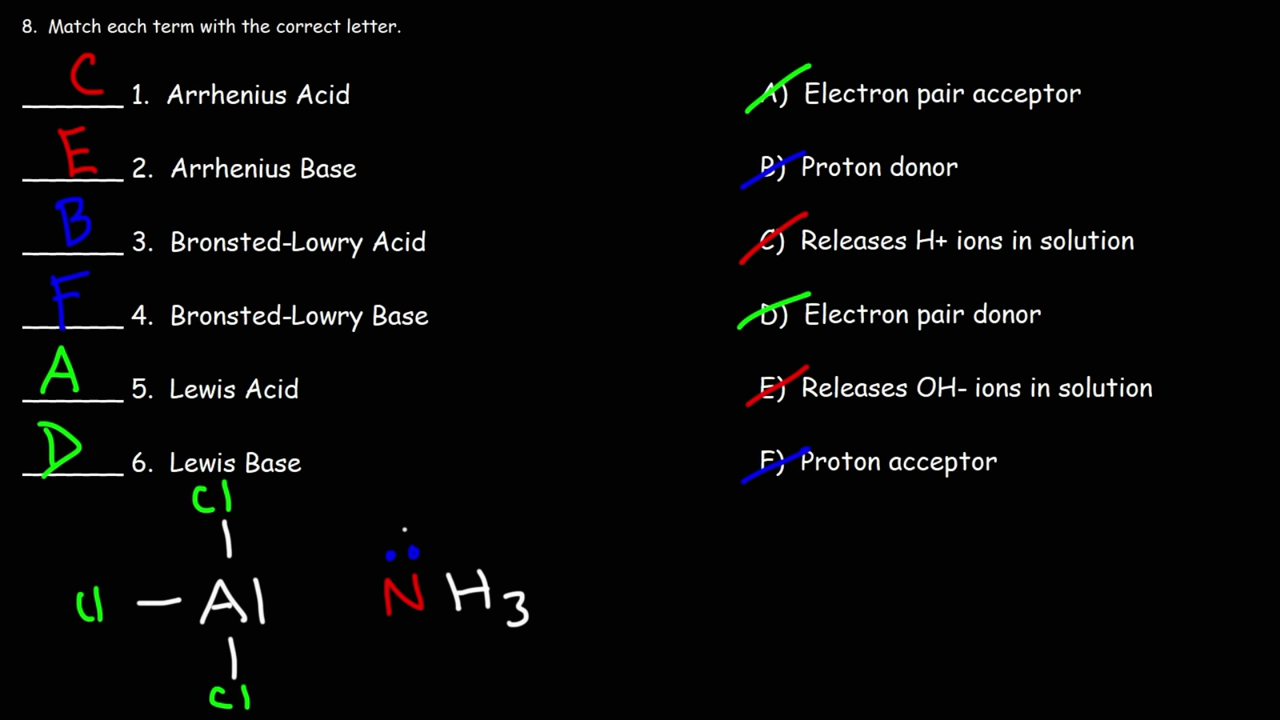 8. Match each term with the correct letter.
C 1. Arrhenius Acid
A) Electron pair acceptor
E 2. Arrhenius Base
B) Proton donor
B 3. Bronsted-Lowry Acid
C) Releases H+ ions in solution
F 4. Bronsted-Lowry Base
D) Electron pair donor
A 5. Lewis Acid
E) Releases OH- ions in solution
D 6. Lewis Base
F) Proton acceptor
Cl
Cl — Al
NH3
Cl